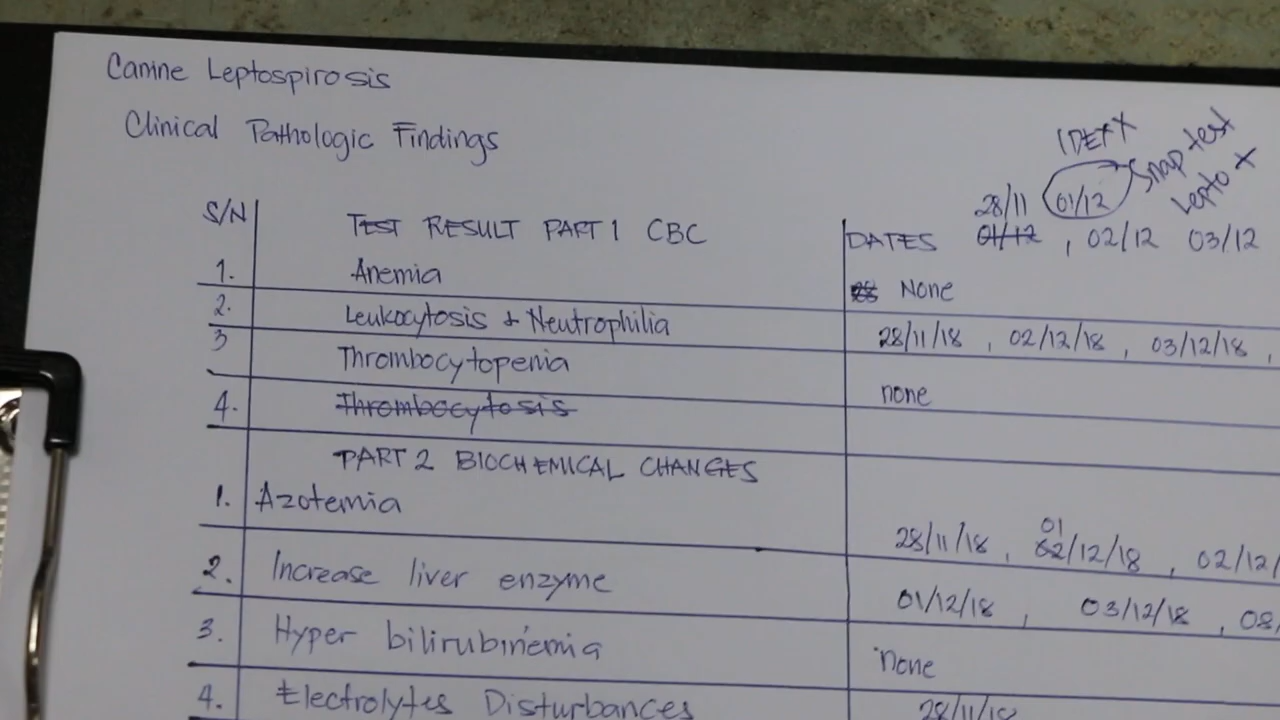 Canine Leptospirosis
Clinical Pathologic Findings
IDEXX
Snap test
Lepto X
28/11 01/12
S/N TEST RESULT PART 1 CBC DATES 01/12 , 02/12 03/12
1. Anemia None
2. Leukocytosis + Neutrophilia 28/11/18 , 02/12/18 , 03/12/18 ,
3 Thrombocytopenia none
4. Thrombocytosis
PART 2 BIOCHEMICAL CHANGES
01
1. Azotemia 28/11/18 , 02/12/18 , 02/12/
2. Increase liver enzyme 01/12/18 , 03/12/18 , 08/
3. Hyper bilirubinemia none
4. Electrolytes Disturbances 28/11/18